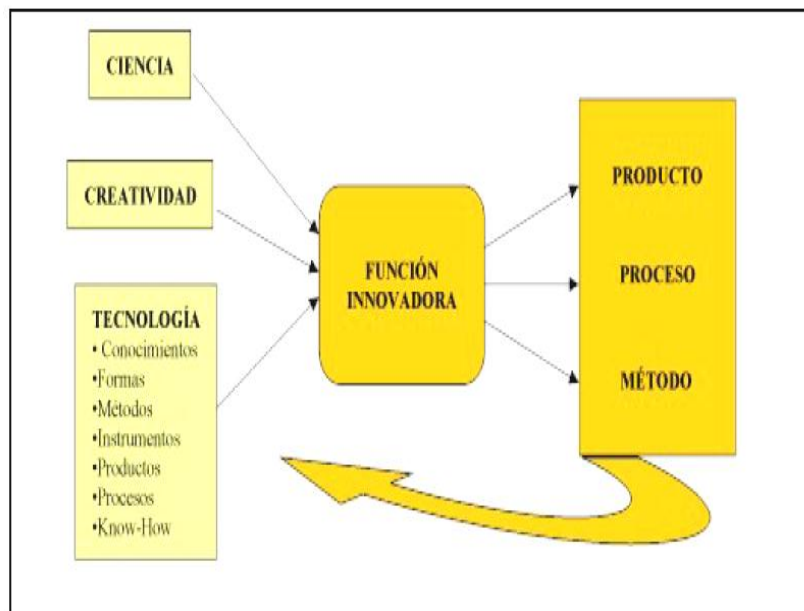 CIENCIA
CREATIVIDAD
TECNOLOGÍA
• Conocimientos
•Formas
•Métodos
•Instrumentos
•Productos
•Procesos
•Know-How
FUNCIÓN
INNOVADORA
PRODUCTO
PROCESO
MÉTODO